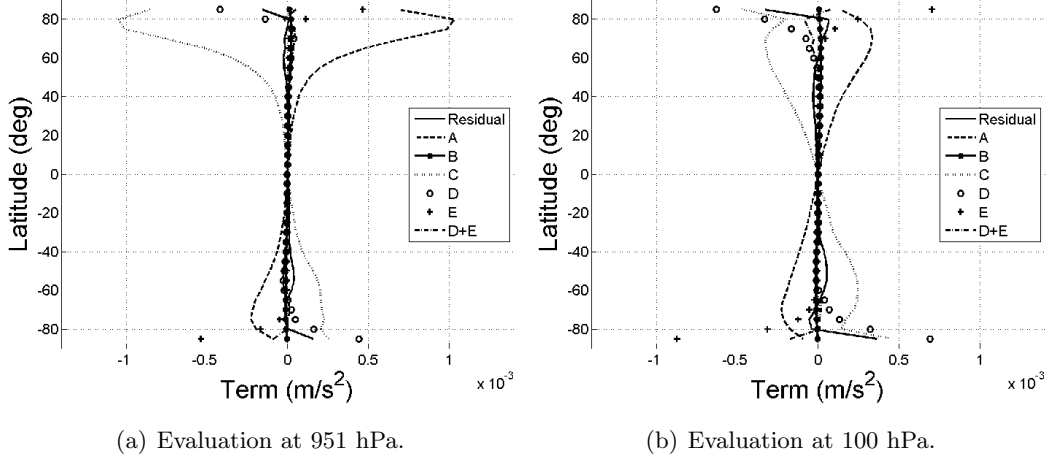 80
60
40
20
0
-20
-40
-60
-80
Latitude (deg)
Residual
A
B
C
D
E
D+E
-1
-0.5
0
0.5
1
x 10⁻³
Term (m/s²)
(a) Evaluation at 951 hPa.
80
60
40
20
0
-20
-40
-60
-80
Latitude (deg)
Residual
A
B
C
D
E
D+E
-1
-0.5
0
0.5
1
x 10⁻³
Term (m/s²)
(b) Evaluation at 100 hPa.